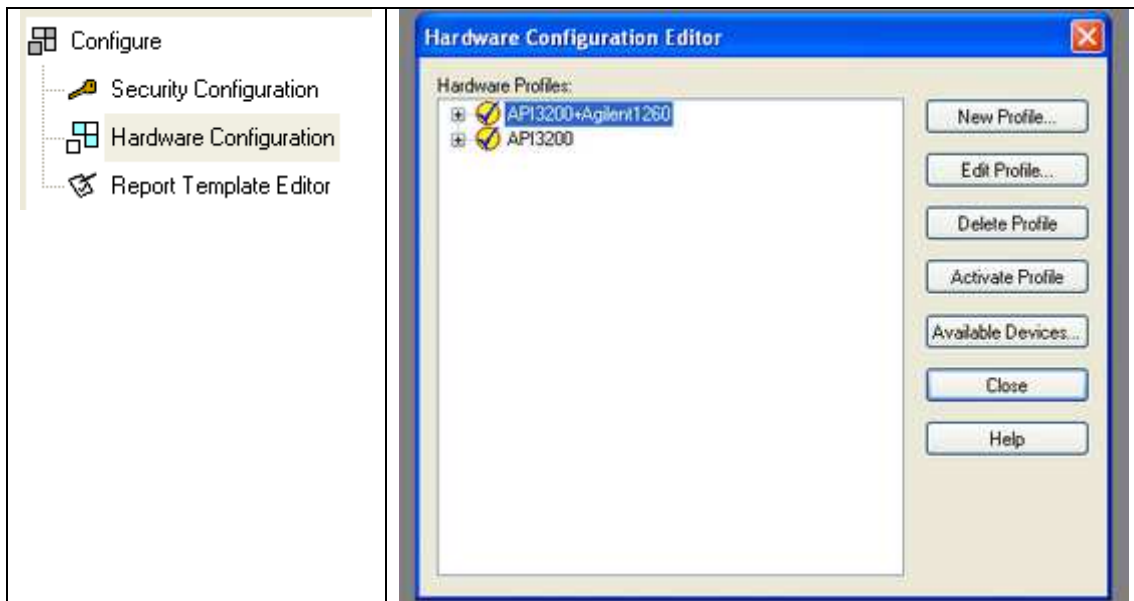 Configure
Security Configuration
Hardware Configuration
Report Template Editor
Hardware Configuration Editor
Hardware Profiles:
API3200+Agilent1260
API3200
New Profile...
Edit Profile...
Delete Profile
Activate Profile
Available Devices...
Close
Help